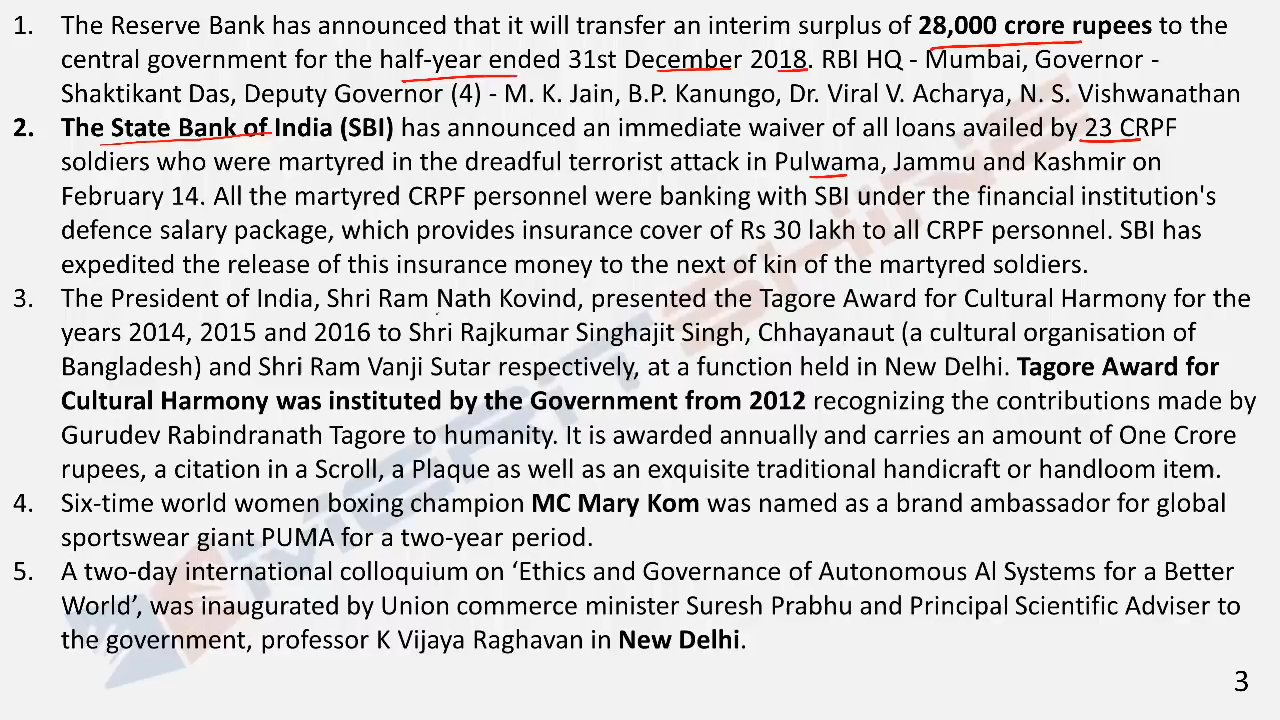 1. The Reserve Bank has announced that it will transfer an interim surplus of 28,000 crore rupees to the
central government for the half-year ended 31st December 2018. RBI HQ - Mumbai, Governor -
Shaktikant Das, Deputy Governor (4) - M. K. Jain, B.P. Kanungo, Dr. Viral V. Acharya, N. S. Vishwanathan
2. The State Bank of India (SBI) has announced an immediate waiver of all loans availed by 23 CRPF
soldiers who were martyred in the dreadful terrorist attack in Pulwama, Jammu and Kashmir on
February 14. All the martyred CRPF personnel were banking with SBI under the financial institution's
defence salary package, which provides insurance cover of Rs 30 lakh to all CRPF personnel. SBI has
expedited the release of this insurance money to the next of kin of the martyred soldiers.
3. The President of India, Shri Ram Nath Kovind, presented the Tagore Award for Cultural Harmony for the
years 2014, 2015 and 2016 to Shri Rajkumar Singhajit Singh, Chhayanaut (a cultural organisation of
Bangladesh) and Shri Ram Vanji Sutar respectively, at a function held in New Delhi. Tagore Award for
Cultural Harmony was instituted by the Government from 2012 recognizing the contributions made by
Gurudev Rabindranath Tagore to humanity. It is awarded annually and carries an amount of One Crore
rupees, a citation in a Scroll, a Plaque as well as an exquisite traditional handicraft or handloom item.
4. Six-time world women boxing champion MC Mary Kom was named as a brand ambassador for global
sportswear giant PUMA for a two-year period.
5. A two-day international colloquium on ‘Ethics and Governance of Autonomous Al Systems for a Better
World’, was inaugurated by Union commerce minister Suresh Prabhu and Principal Scientific Adviser to
the government, professor K Vijaya Raghavan in New Delhi.
3